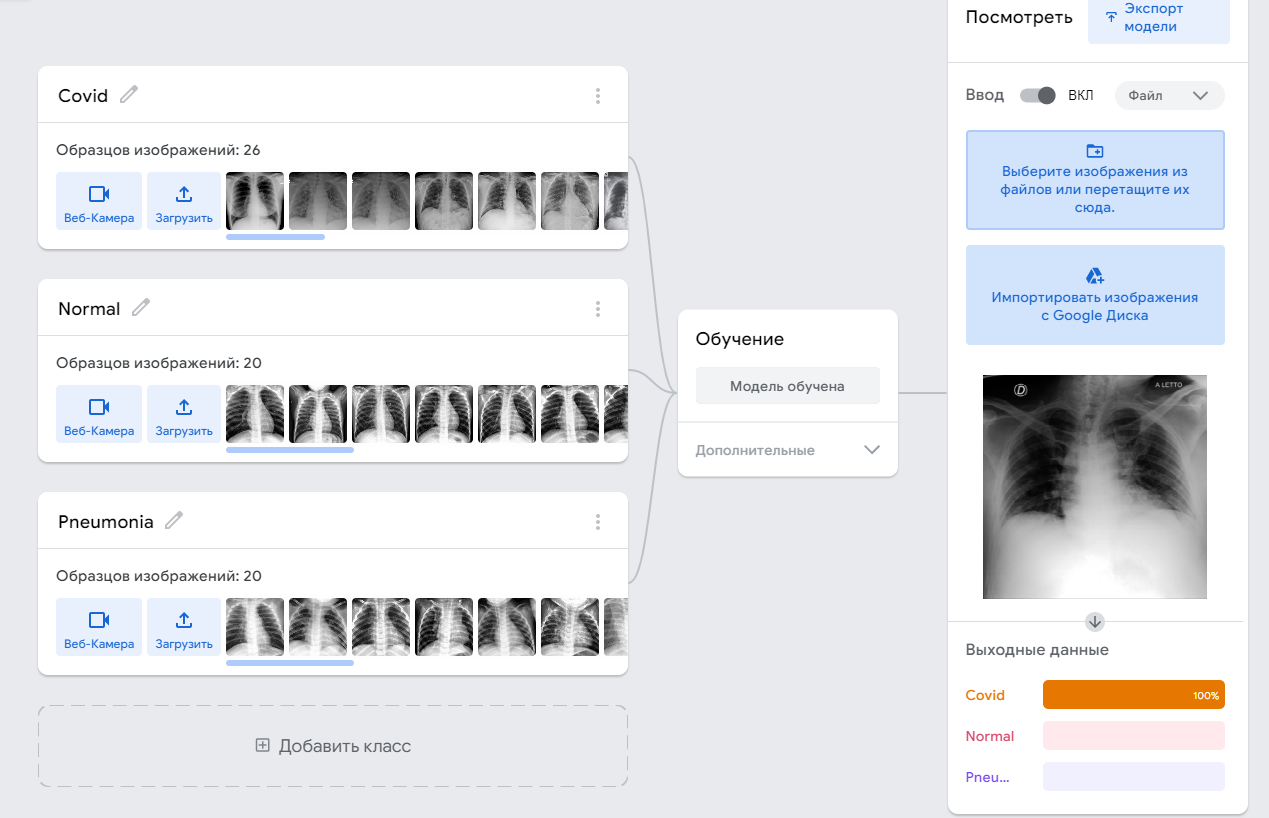 Посмотреть
Экспорт
модели
Covid
Образцов изображений: 26
Веб-Камера
Загрузить
Normal
Образцов изображений: 20
Веб-Камера
Загрузить
Pneumonia
Образцов изображений: 20
Веб-Камера
Загрузить
Добавить класс
Обучение
Модель обучена
Дополнительные
Ввод
ВКЛ
Файл
Выберите изображения из
файлов или перетащите их
сюда.
Импортировать изображения
с Google Диска
D
A LETTO
Выходные данные
Covid
100%
Normal
Pneu...